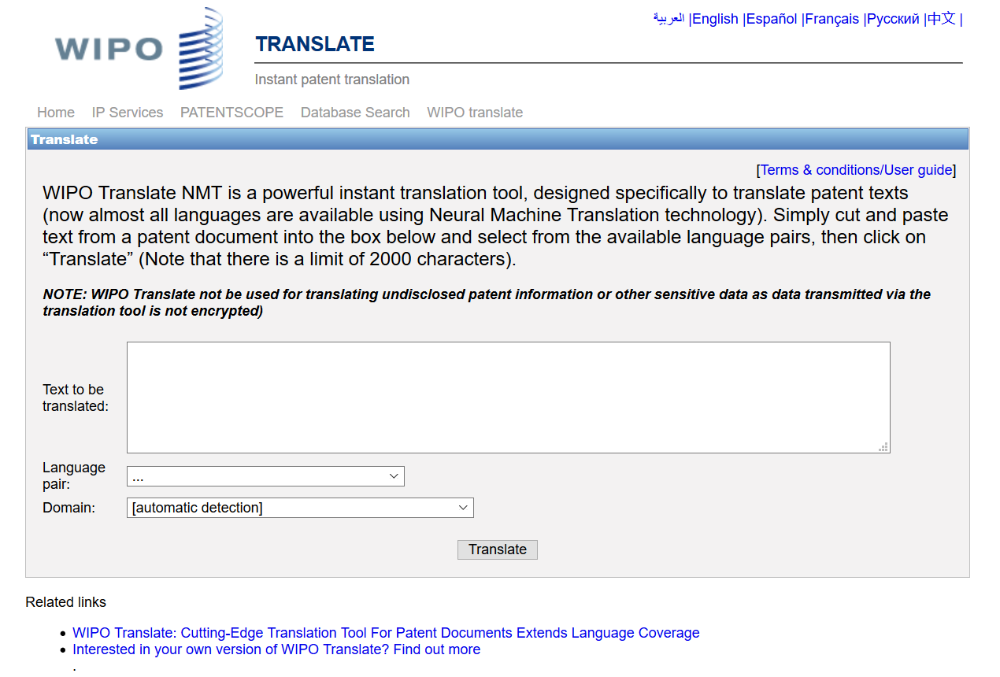 العربية |English |Español |Français |Русский |中文 |
WIPO
TRANSLATE
Instant patent translation
Home IP Services PATENTSCOPE Database Search WIPO translate
Translate
[Terms & conditions/User guide]
WIPO Translate NMT is a powerful instant translation tool, designed specifically to translate patent texts
(now almost all languages are available using Neural Machine Translation technology). Simply cut and paste
text from a patent document into the box below and select from the available language pairs, then click on
“Translate” (Note that there is a limit of 2000 characters).
NOTE: WIPO Translate not be used for translating undisclosed patent information or other sensitive data as data transmitted via the
translation tool is not encrypted)
Text to be
translated:
Language
pair:
...
Domain:
[automatic detection]
Translate
Related links
• WIPO Translate: Cutting-Edge Translation Tool For Patent Documents Extends Language Coverage
• Interested in your own version of WIPO Translate? Find out more
.